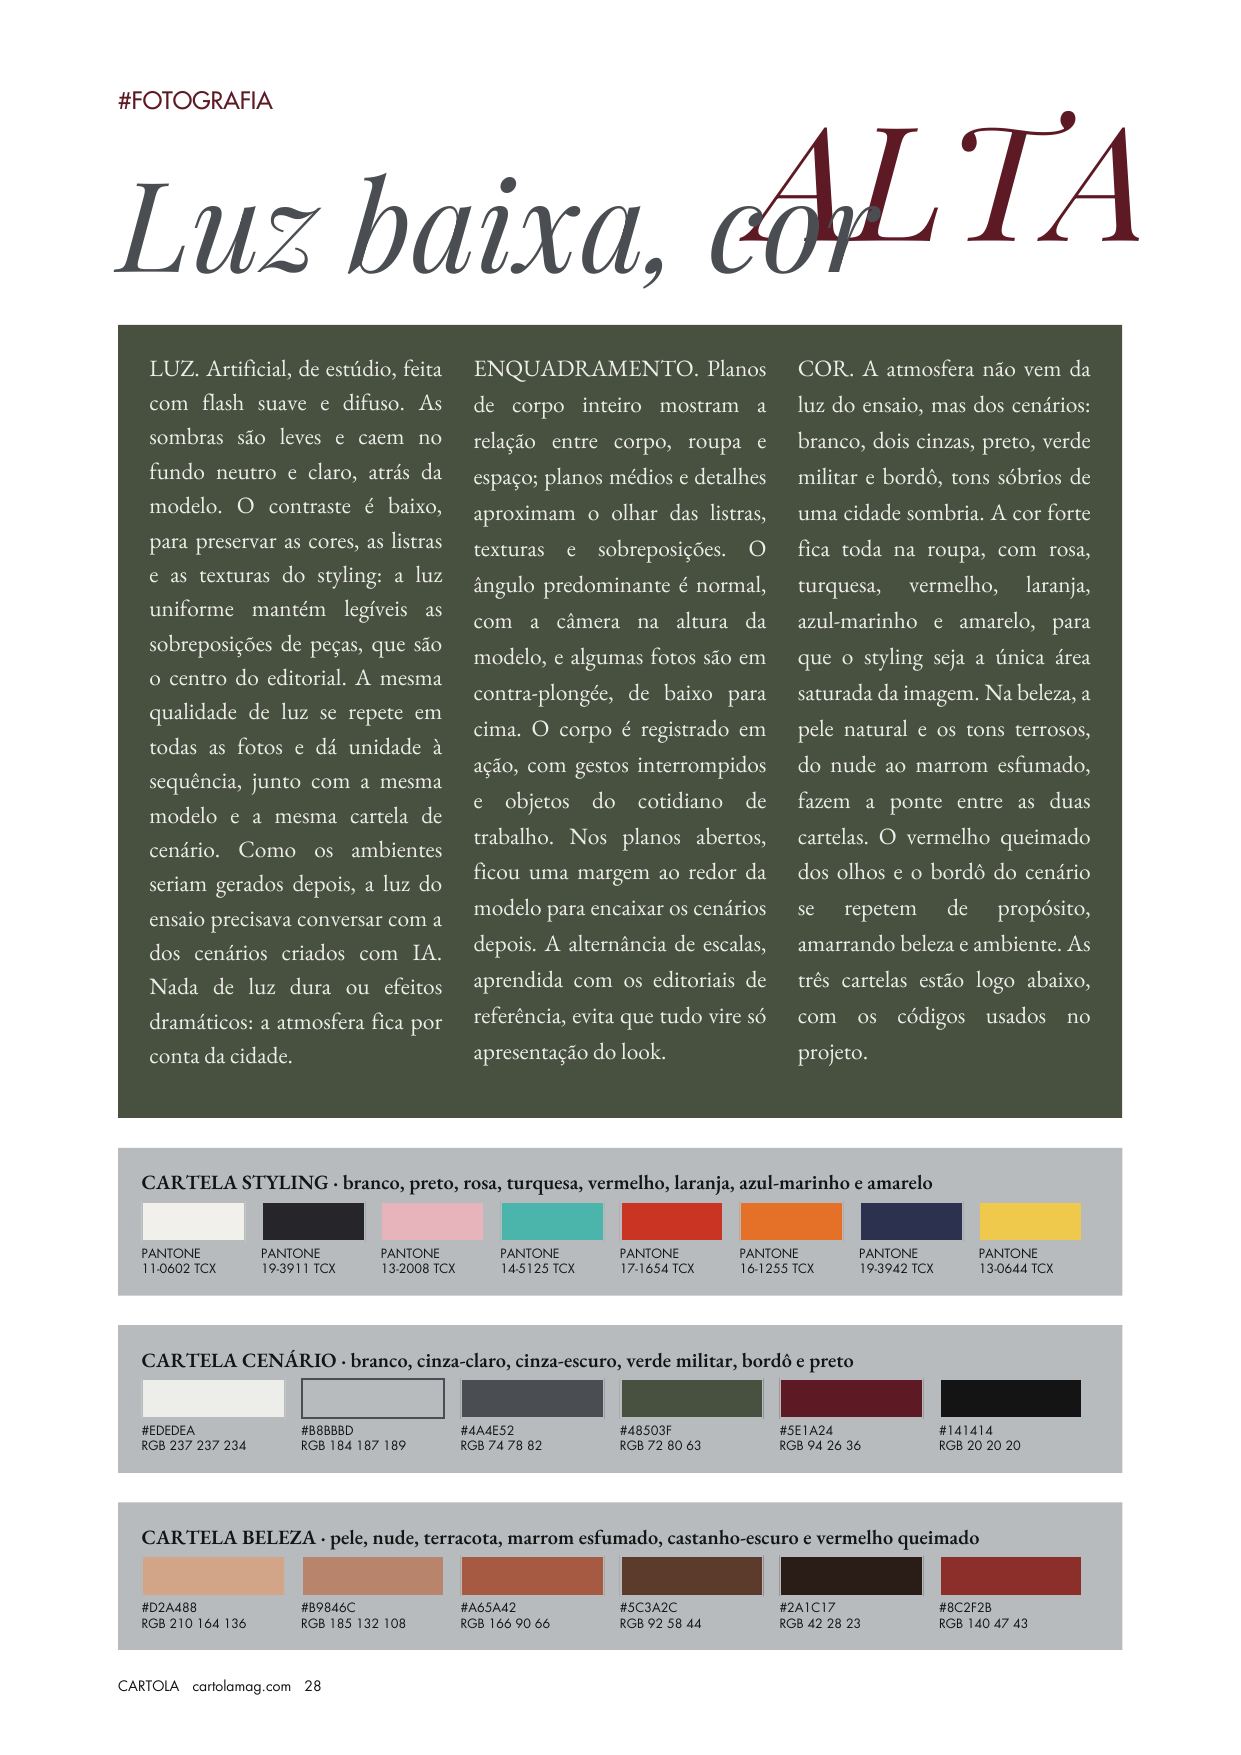 #FOTOGRAFIA
Luz baixa, cor ALTA
LUZ. Artificial, de estúdio, feita
com flash suave e difuso. As
sombras são leves e caem no
fundo neutro e claro, atrás da
modelo. O contraste é baixo,
para preservar as cores, as listras
e as texturas do styling: a luz
uniforme mantém legíveis as
sobreposições de peças, que são
o centro do editorial. A mesma
qualidade de luz se repete em
todas as fotos e dá unidade à
sequência, junto com a mesma
modelo e a mesma cartela de
cenário. Como os ambientes
seriam gerados depois, a luz do
ensaio precisava conversar com a
dos cenários criados com IA.
Nada de luz dura ou efeitos
dramáticos: a atmosfera fica por
conta da cidade.
ENQUADRAMENTO. Planos
de corpo inteiro mostram a
relação entre corpo, roupa e
espaço; planos médios e detalhes
aproximam o olhar das listras,
texturas e sobreposições. O
ângulo predominante é normal,
com a câmera na altura da
modelo, e algumas fotos são em
contra-plongée, de baixo para
cima. O corpo é registrado em
ação, com gestos interrompidos
e objetos do cotidiano de
trabalho. Nos planos abertos,
ficou uma margem ao redor da
modelo para encaixar os cenários
depois. A alternância de escalas,
aprendida com os editoriais de
referência, evita que tudo vire só
apresentação do look.
COR. A atmosfera não vem da
luz do ensaio, mas dos cenários:
branco, dois cinzas, preto, verde
militar e bordô, tons sóbrios de
uma cidade sombria. A cor forte
fica toda na roupa, com rosa,
turquesa, vermelho, laranja,
azul-marinho e amarelo, para
que o styling seja a única área
saturada da imagem. Na beleza, a
pele natural e os tons terrosos,
do nude ao marrom esfumado,
fazem a ponte entre as duas
cartelas. O vermelho queimado
dos olhos e o bordô do cenário
se repetem de propósito,
amarrando beleza e ambiente. As
três cartelas estão logo abaixo,
com os códigos usados no
projeto.
CARTELA STYLING · branco, preto, rosa, turquesa, vermelho, laranja, azul-marinho e amarelo
PANTONE PANTONE PANTONE PANTONE PANTONE PANTONE PANTONE PANTONE
11-0602 TCX 19-3911 TCX 13-2008 TCX 14-5125 TCX 17-1654 TCX 16-1255 TCX 19-3942 TCX 13-0644 TCX
CARTELA CENÁRIO · branco, cinza-claro, cinza-escuro, verde militar, bordô e preto
#EDEDEA #B8BBBD #4A4E52 #48503F #5E1A24 #141414
RGB 237 237 234 RGB 184 187 189 RGB 74 78 82 RGB 72 80 63 RGB 94 26 36 RGB 20 20 20
CARTELA BELEZA · pele, nude, terracota, marrom esfumado, castanho-escuro e vermelho queimado
#D2A488 #B9846C #A65A42 #5C3A2C #2A1C17 #8C2F2B
RGB 210 164 136 RGB 185 132 108 RGB 166 90 66 RGB 92 58 44 RGB 42 28 23 RGB 140 47 43
CARTOLA cartolamag.com 28